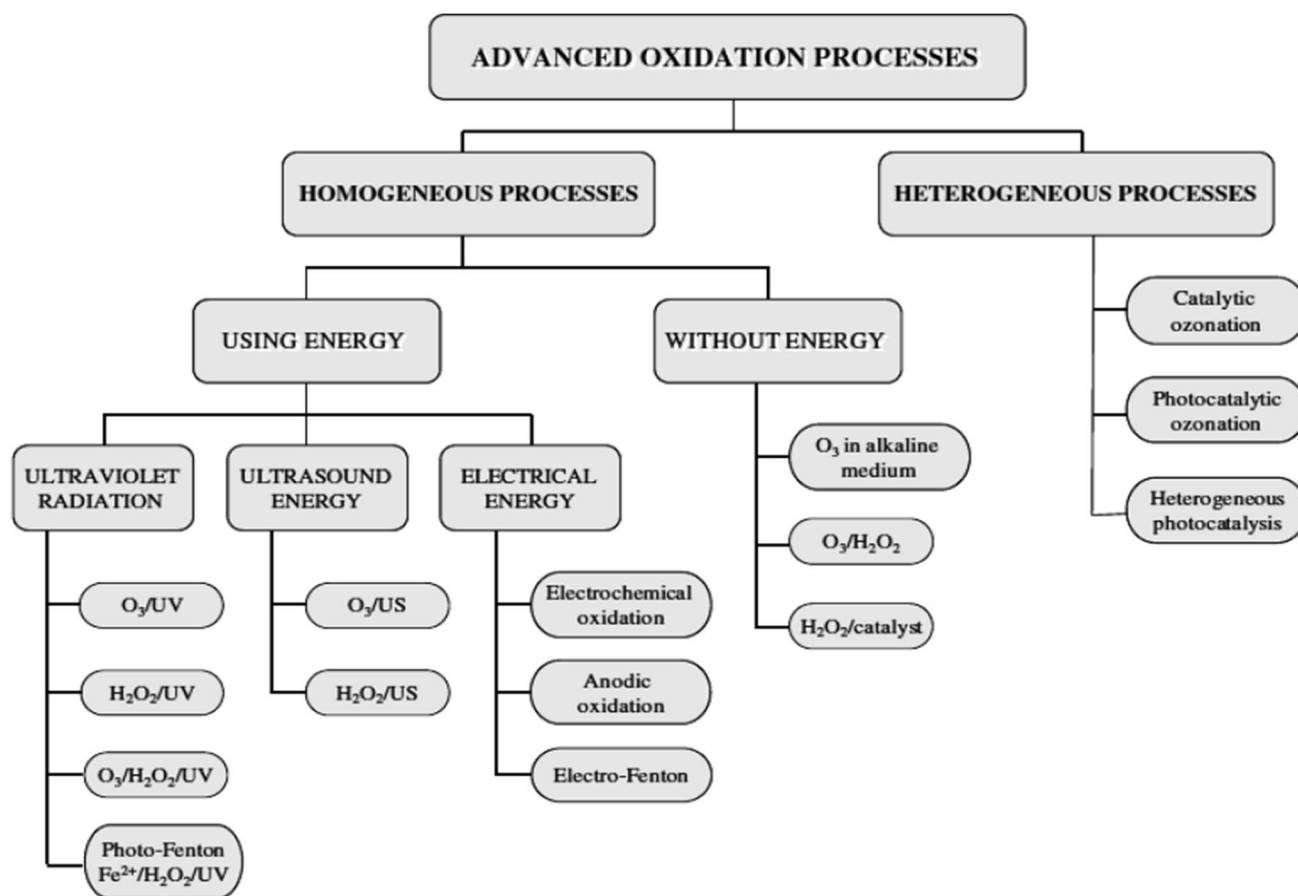 ADVANCED OXIDATION PROCESSES
HOMOGENEOUS PROCESSES
HETEROGENEOUS PROCESSES
USING ENERGY
WITHOUT ENERGY
Catalytic
ozonation
Photocatalytic
ozonation
Heterogeneous
photocatalysis
ULTRAVIOLET
RADIATION
ULTRASOUND
ENERGY
ELECTRICAL
ENERGY
O₃ in alkaline
medium
O₃/H₂O₂
H₂O₂/catalyst
O₃/UV
H₂O₂/UV
O₃/H₂O₂/UV
Photo-Fenton
Fe²⁺/H₂O₂/UV
O₃/US
H₂O₂/US
Electrochemical
oxidation
Anodic
oxidation
Electro-Fenton